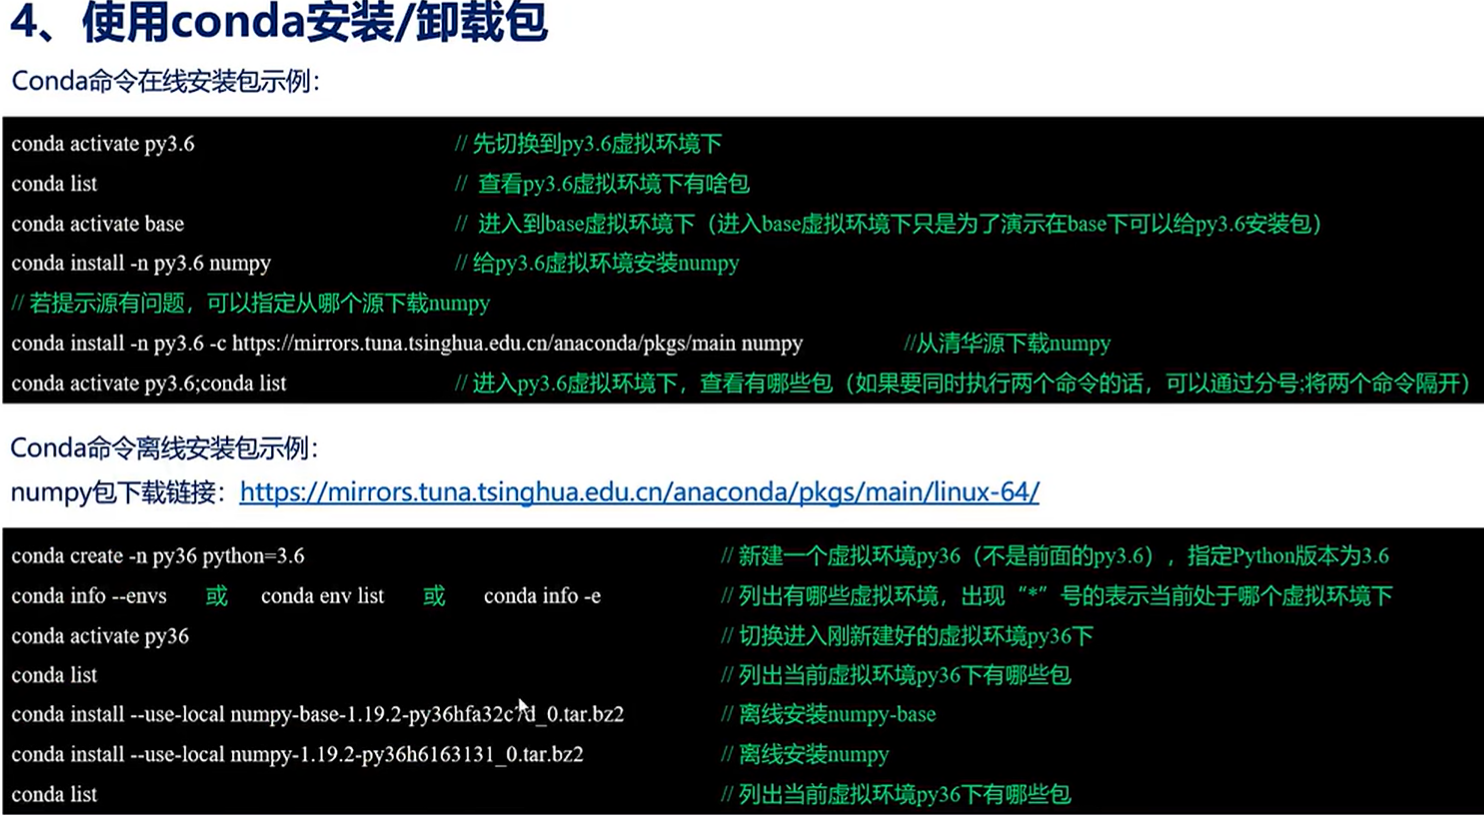 4、使用conda安装/卸载包
Conda命令在线安装包示例：
conda activate py3.6 // 先切换到py3.6虚拟环境下
conda list // 查看py3.6虚拟环境下有啥包
conda activate base // 进入到base虚拟环境下（进入base虚拟环境下只是为了演示在base下可以给py3.6安装包）
conda install -n py3.6 numpy // 给py3.6虚拟环境安装numpy
// 若提示源有问题，可以指定从哪个源下载numpy
conda install -n py3.6 -c https://mirrors.tuna.tsinghua.edu.cn/anaconda/pkgs/main numpy //从清华源下载numpy
conda activate py3.6;conda list // 进入py3.6虚拟环境下，查看有哪些包（如果要同时执行两个命令的话，可以通过分号;将两个命令隔开）
Conda命令离线安装包示例：
numpy包下载链接：https://mirrors.tuna.tsinghua.edu.cn/anaconda/pkgs/main/linux-64/
conda create -n py36 python=3.6 // 新建一个虚拟环境py36（不是前面的py3.6），指定Python版本为3.6
conda info --envs 或 conda env list 或 conda info -e // 列出有哪些虚拟环境，出现“*”号的表示当前处于哪个虚拟环境下
conda activate py36 // 切换进入刚新建好的虚拟环境py36下
conda list // 列出当前虚拟环境py36下有哪些包
conda install --use-local numpy-base-1.19.2-py36hfa32c7d_0.tar.bz2 // 离线安装numpy-base
conda install --use-local numpy-1.19.2-py36h6163131_0.tar.bz2 // 离线安装numpy
conda list // 列出当前虚拟环境py36下有哪些包